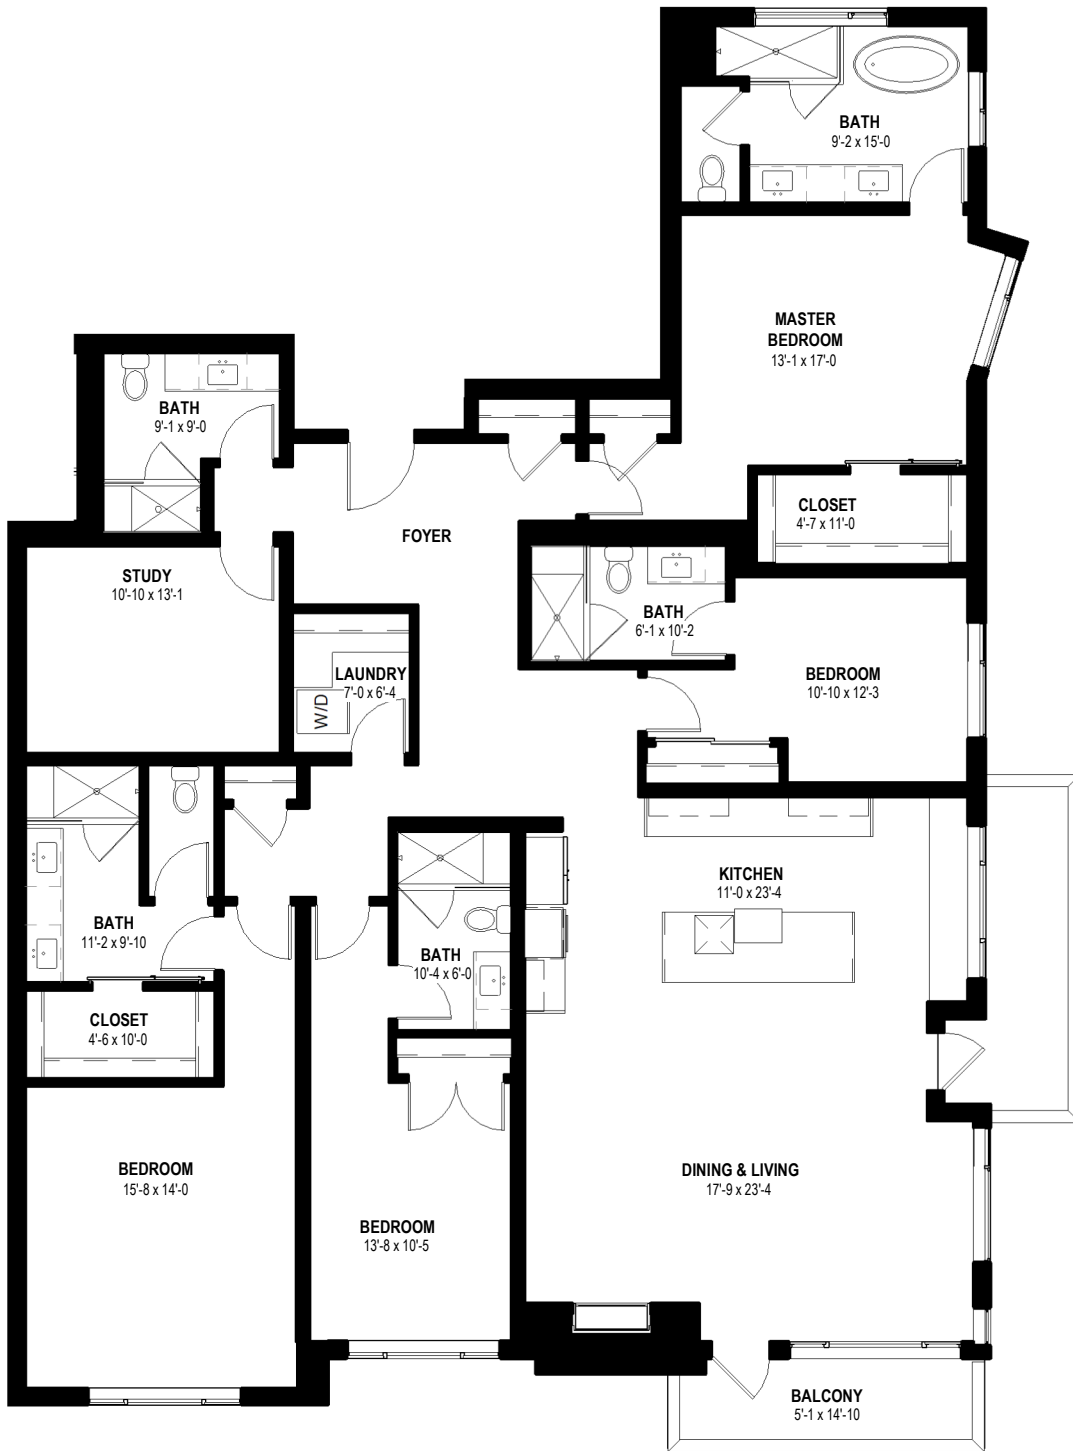 BATH
9'-2 x 15'-0
MASTER
BEDROOM
13'-1 x 17'-0
BATH
9'-1 x 9'-0
CLOSET
4'-7 x 11'-0
FOYER
STUDY
10'-10 x 13'-1
BATH
6'-1 x 10'-2
LAUNDRY
7'-0 x 6'-4
W/D
BEDROOM
10'-10 x 12'-3
KITCHEN
11'-0 x 23'-4
BATH
11'-2 x 9'-10
BATH
10'-4 x 6'-0
CLOSET
4'-6 x 10'-0
BEDROOM
15'-8 x 14'-0
DINING & LIVING
17'-9 x 23'-4
BEDROOM
13'-8 x 10'-5
BALCONY
5'-1 x 14'-10